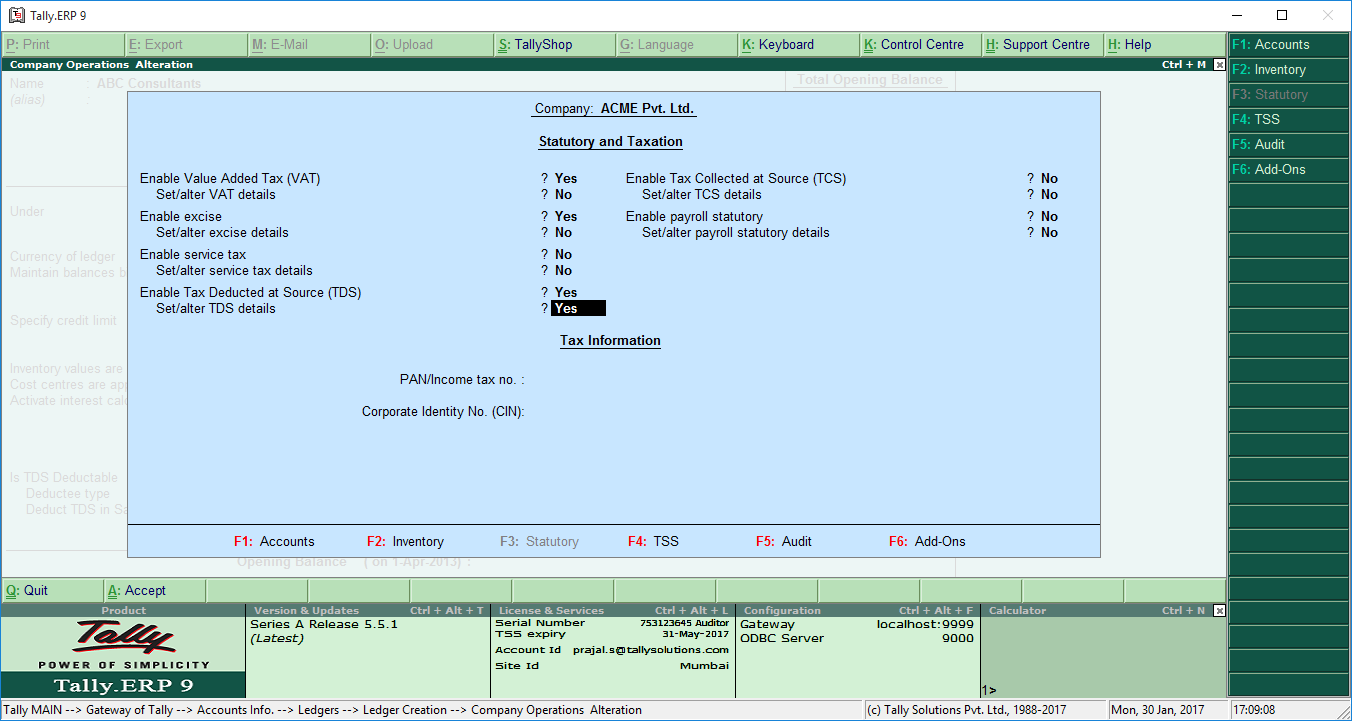 Tally.ERP 9
P: Print E: Export M: E-Mail O: Upload S: TallyShop G: Language K: Keyboard K: Control Centre H: Support Centre H: Help
F1: Accounts
F2: Inventory
F3: Statutory
F4: TSS
F5: Audit
F6: Add-Ons
Company Operations Alteration Ctrl + M
Name : ABC Consultants Total Opening Balance
(alias) :
Company: ACME Pvt. Ltd.
Statutory and Taxation
Enable Value Added Tax (VAT) ? Yes Enable Tax Collected at Source (TCS) ? No
Set/alter VAT details ? No Set/alter TCS details ? No
Enable excise ? Yes Enable payroll statutory ? No
Set/alter excise details ? No Set/alter payroll statutory details ? No
Enable service tax ? No
Set/alter service tax details ? No
Enable Tax Deducted at Source (TDS) ? Yes
Set/alter TDS details ? Yes
Tax Information
PAN/Income tax no. :
Corporate Identity No. (CIN):
F1: Accounts F2: Inventory F3: Statutory F4: TSS F5: Audit F6: Add-Ons
Under
Currency of ledger
Maintain balances b
Specify credit limit
Inventory values are
Cost centres are app
Activate interest calc
Is TDS Deductable
Deductee type
Deduct TDS in Sa
Opening Balance ( on 1-Apr-2013) :
Q: Quit A: Accept
Product
Tally
POWER OF SIMPLICITY
Tally.ERP 9
Version & Updates Ctrl + Alt + T
Series A Release 5.5.1
(Latest)
License & Services Ctrl + Alt + L
Serial Number 753123645 Auditor
TSS expiry 31-May-2017
Account Id prajal.s@tallysolutions.com
Site Id Mumbai
Configuration Ctrl + Alt + F
Gateway localhost:9999
ODBC Server 9000
Calculator Ctrl + N
1>
Tally MAIN --> Gateway of Tally --> Accounts Info. --> Ledgers --> Ledger Creation --> Company Operations Alteration (c) Tally Solutions Pvt. Ltd., 1988-2017 Mon, 30 Jan, 2017 17:09:08